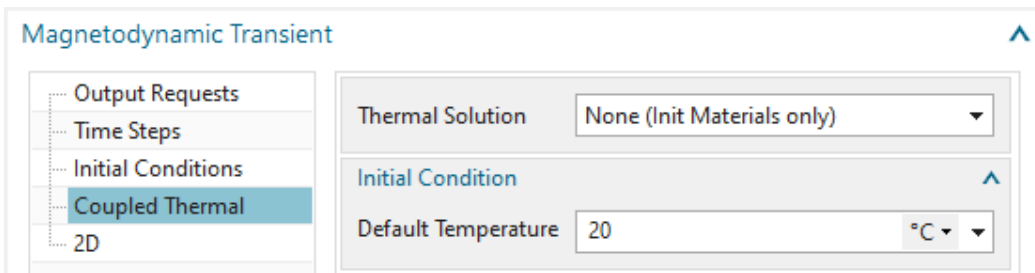 Magnetodynamic Transient
Output Requests
Time Steps
Initial Conditions
Coupled Thermal
2D
Thermal Solution None (Init Materials only)
Initial Condition
Default Temperature 20 °C